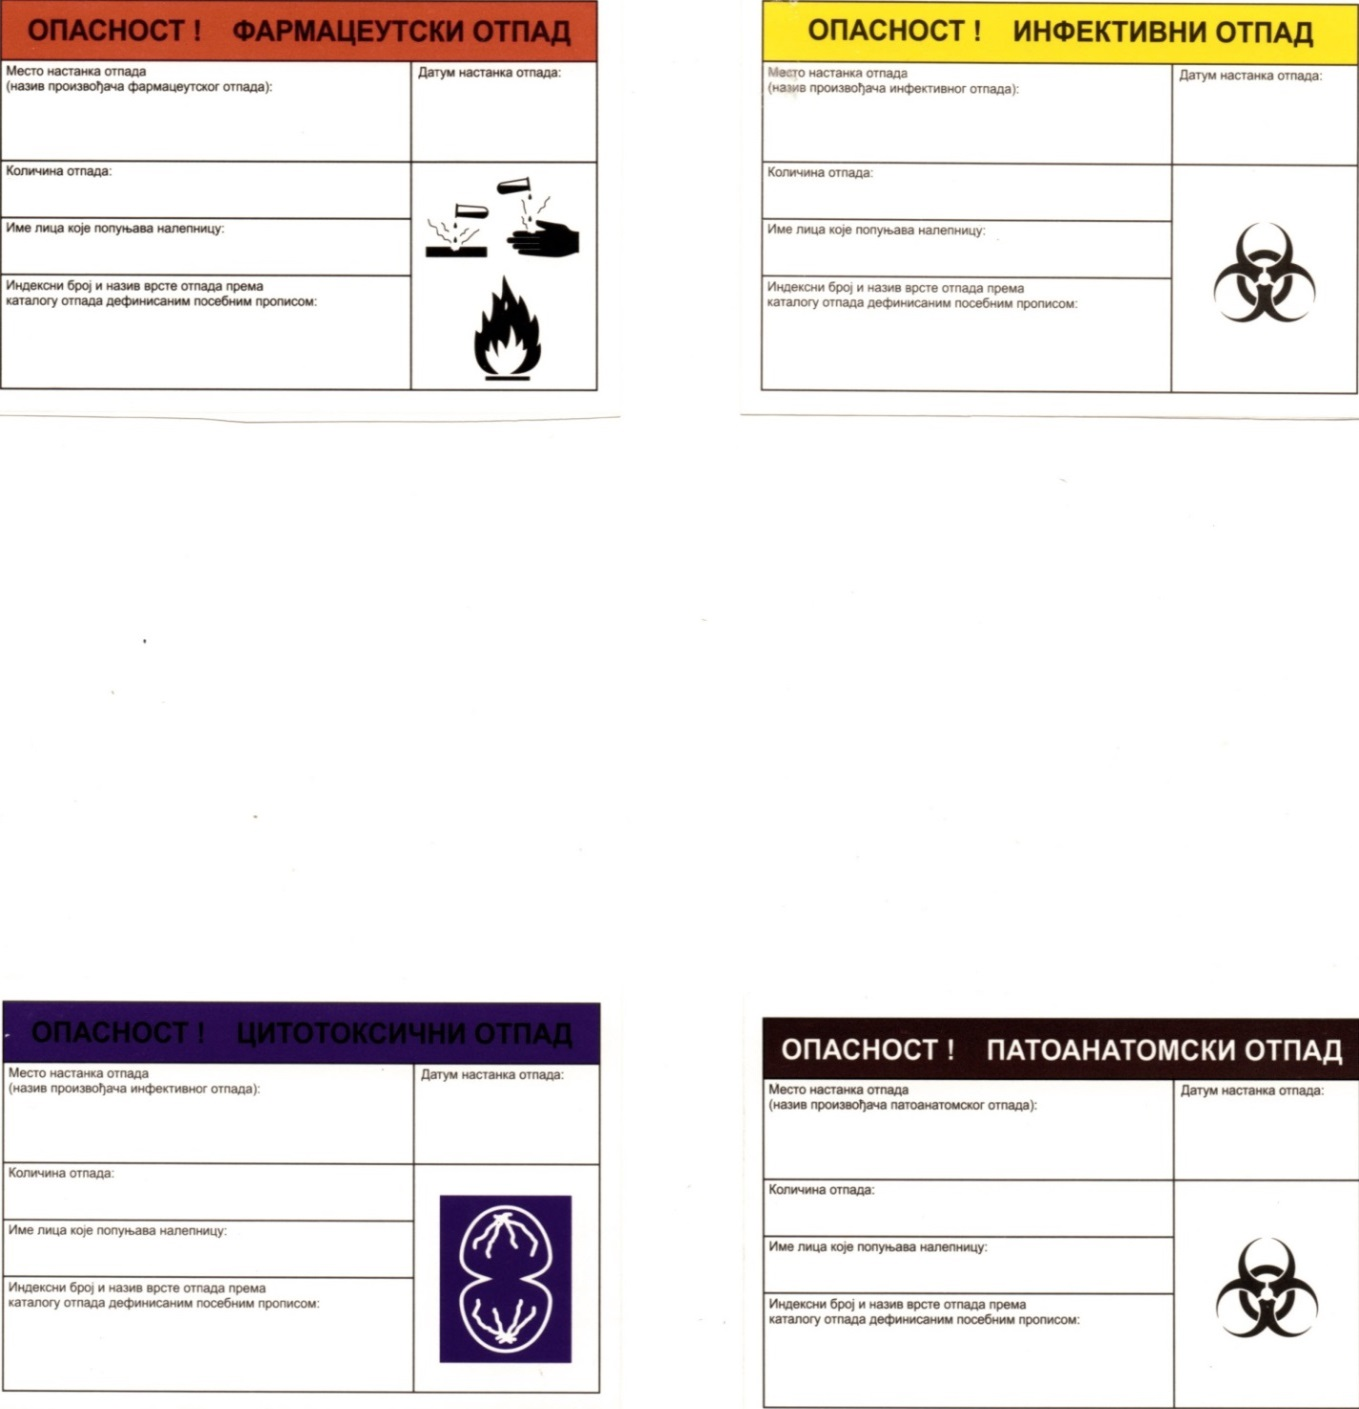 ОПАСНОСТ ! ФАРМАЦЕУТСКИ ОТПАД
Место настанка отпада
(назив произвођача фармацеутског отпада):
Датум настанка отпада:
Количина отпада:
Име лица које попуњава налепницу:
Индексни број и назив врсте отпада према
каталогу отпада дефинисаним посебним прописом:
ОПАСНОСТ ! ИНФЕКТИВНИ ОТПАД
Место настанка отпада
(назив произвођача инфективног отпада):
Датум настанка отпада:
Количина отпада:
Име лица које попуњава налепницу:
Индексни број и назив врсте отпада према
каталогу отпада дефинисаним посебним прописом:
ОПАСНОСТ ! ЦИТОТОКСИЧНИ ОТПАД
Место настанка отпада
(назив произвођача инфективног отпада):
Датум настанка отпада:
Количина отпада:
Име лица које попуњава налепницу:
Индексни број и назив врсте отпада према
каталогу отпада дефинисаним посебним прописом:
ОПАСНОСТ ! ПАТОАНАТОМСКИ ОТПАД
Место настанка отпада
(назив произвођача патоанатомског отпада):
Датум настанка отпада:
Количина отпада:
Име лица које попуњава налепницу:
Индексни број и назив врсте отпада према
каталогу отпада дефинисаним посебним прописом: